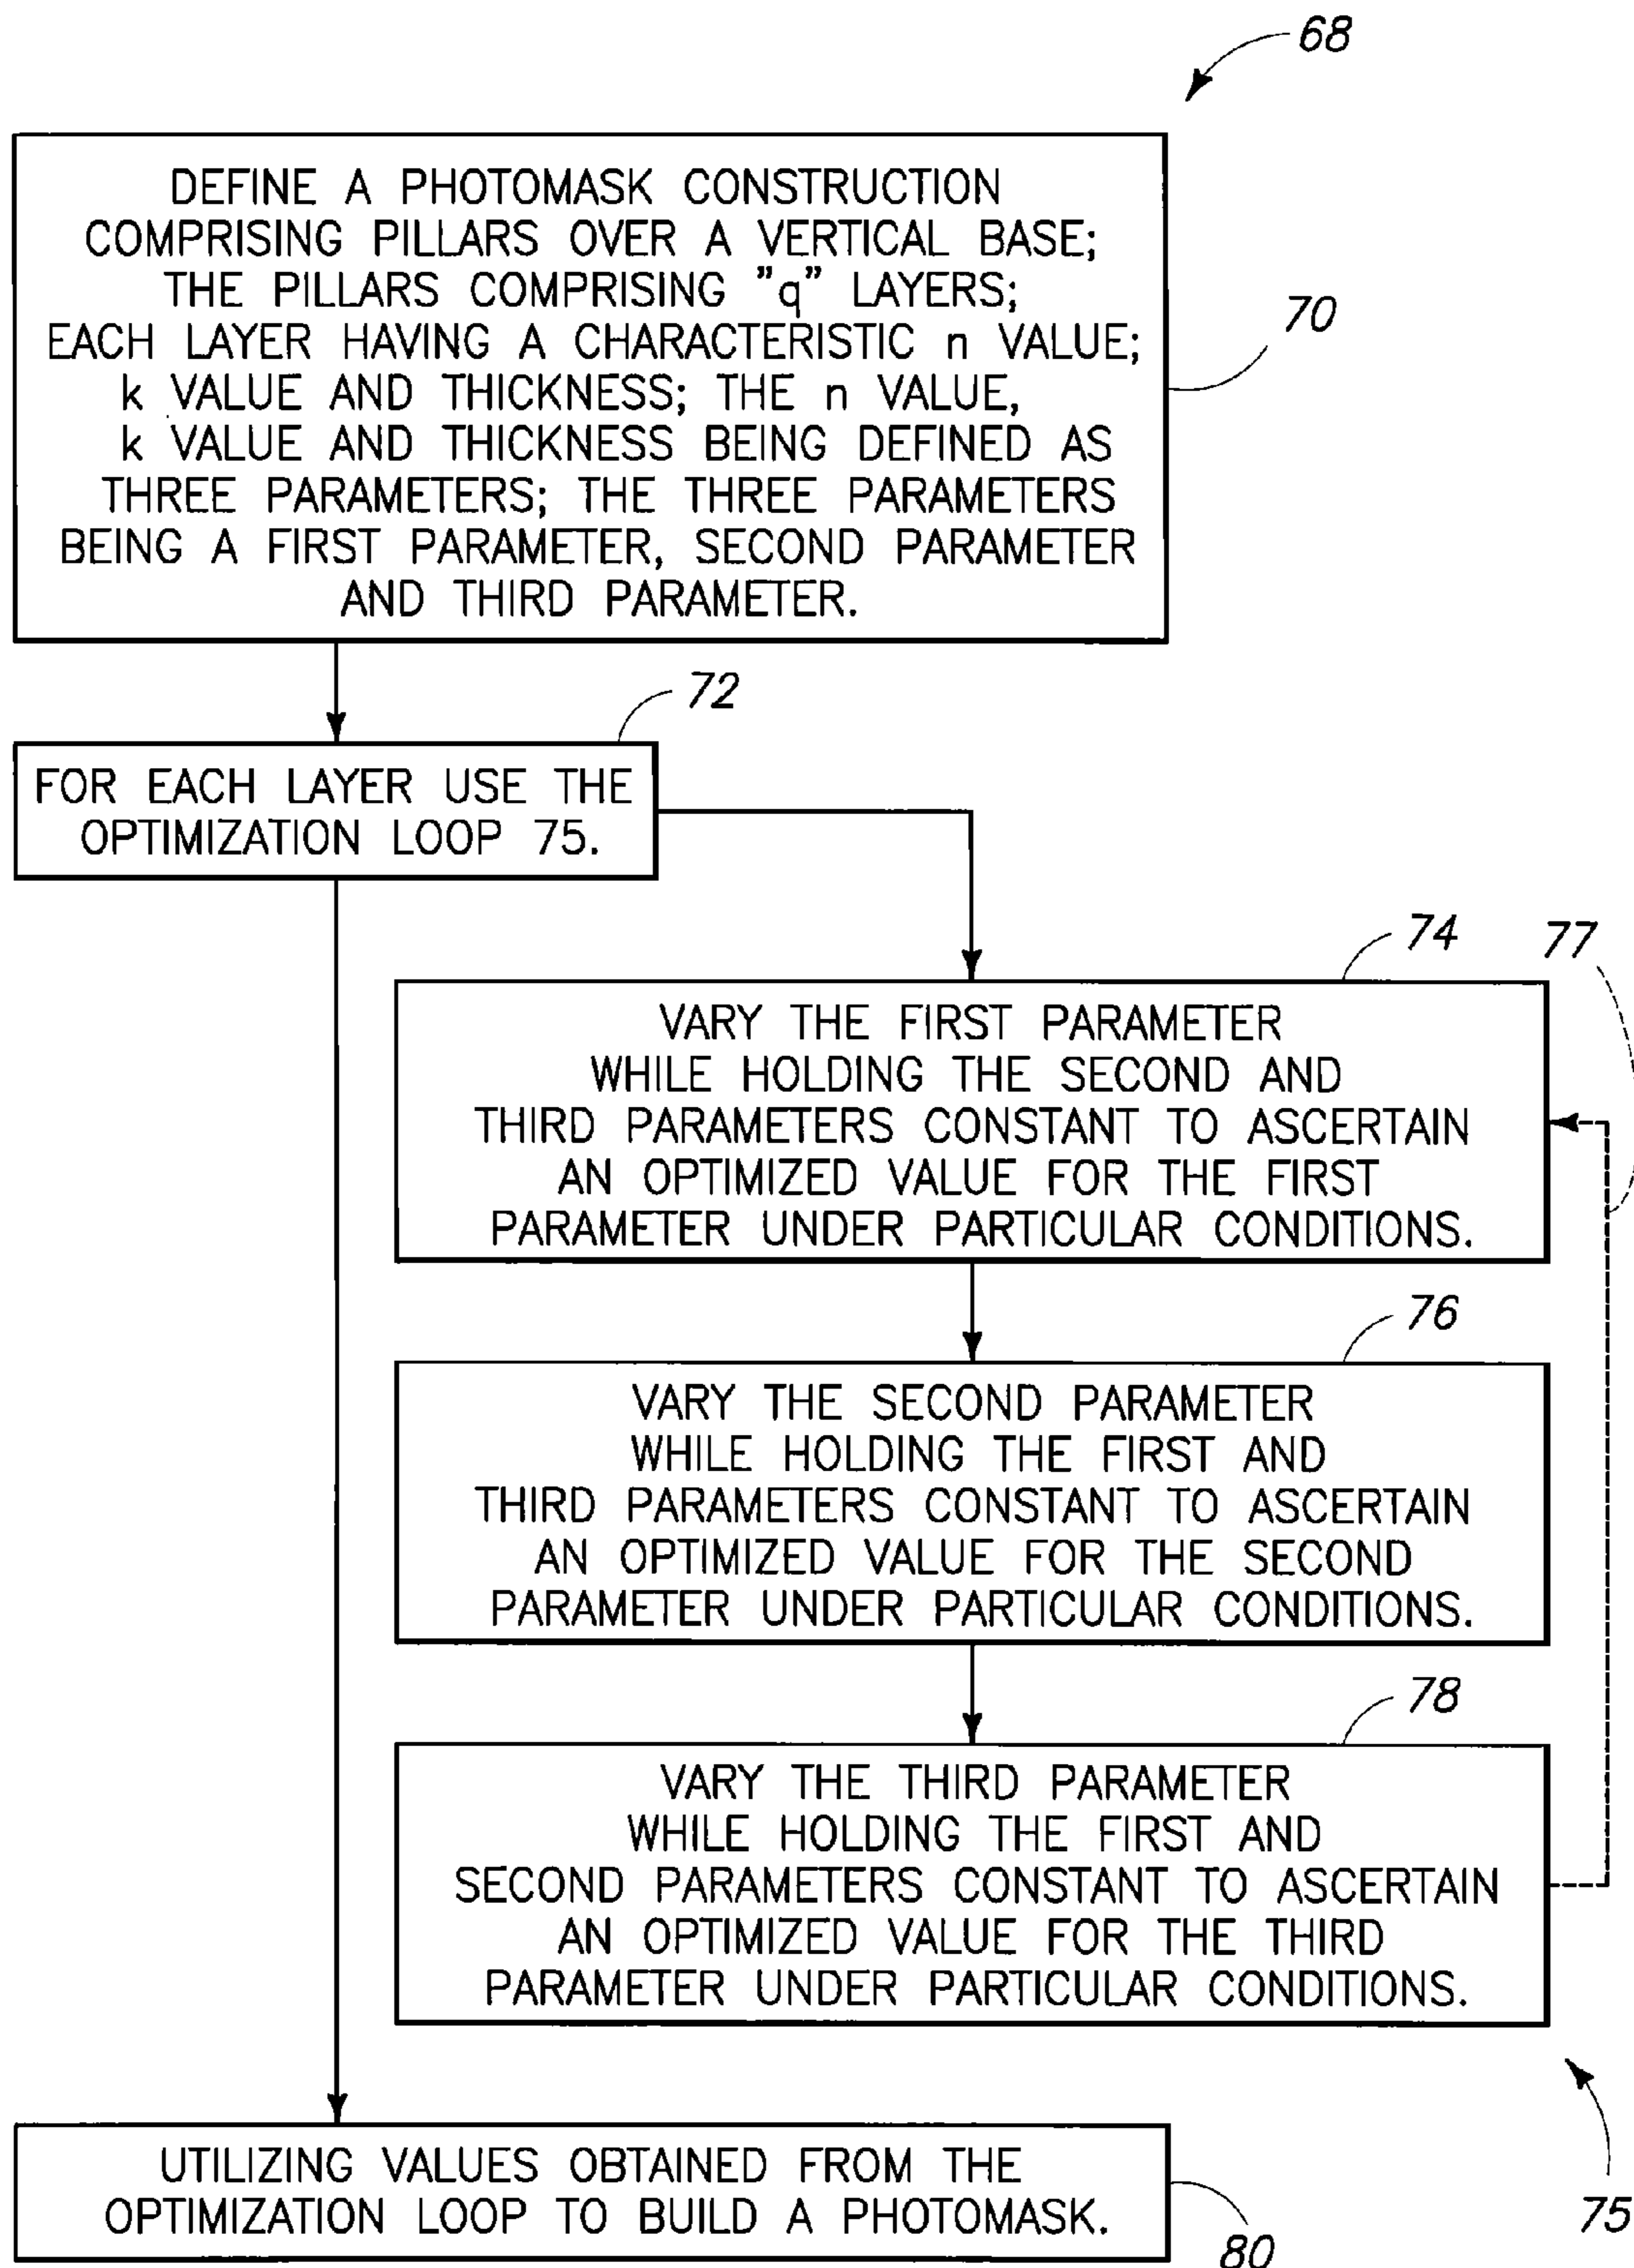 68
DEFINE A PHOTOMASK CONSTRUCTION
COMPRISING PILLARS OVER A VERTICAL BASE;
THE PILLARS COMPRISING "q" LAYERS;
EACH LAYER HAVING A CHARACTERISTIC n VALUE;
k VALUE AND THICKNESS; THE n VALUE,
k VALUE AND THICKNESS BEING DEFINED AS
THREE PARAMETERS; THE THREE PARAMETERS
BEING A FIRST PARAMETER, SECOND PARAMETER
AND THIRD PARAMETER.
70
72
FOR EACH LAYER USE THE
OPTIMIZATION LOOP 75.
74
77
VARY THE FIRST PARAMETER
WHILE HOLDING THE SECOND AND
THIRD PARAMETERS CONSTANT TO ASCERTAIN
AN OPTIMIZED VALUE FOR THE FIRST
PARAMETER UNDER PARTICULAR CONDITIONS.
76
VARY THE SECOND PARAMETER
WHILE HOLDING THE FIRST AND
THIRD PARAMETERS CONSTANT TO ASCERTAIN
AN OPTIMIZED VALUE FOR THE SECOND
PARAMETER UNDER PARTICULAR CONDITIONS.
78
VARY THE THIRD PARAMETER
WHILE HOLDING THE FIRST AND
SECOND PARAMETERS CONSTANT TO ASCERTAIN
AN OPTIMIZED VALUE FOR THE THIRD
PARAMETER UNDER PARTICULAR CONDITIONS.
75
UTILIZING VALUES OBTAINED FROM THE
OPTIMIZATION LOOP TO BUILD A PHOTOMASK.
80